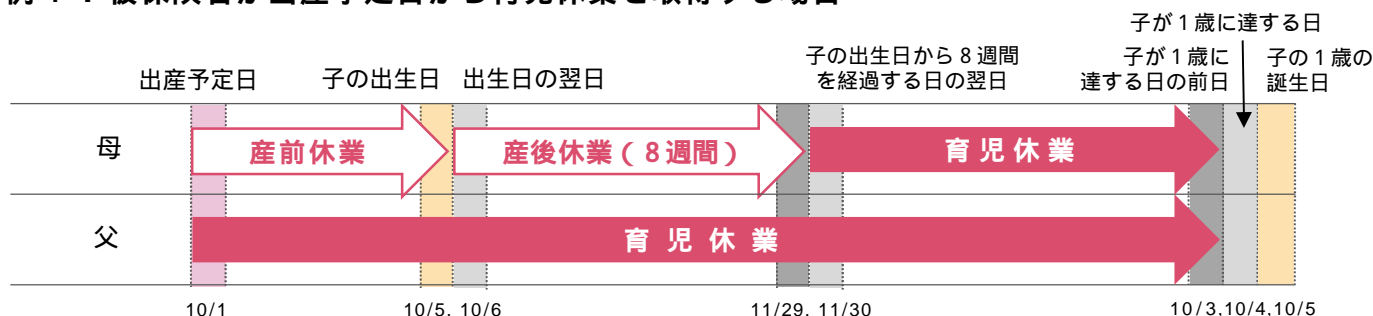 子が１歳に達する日
出産予定日
子の出生日
出生日の翌日
子の出生日から８週間
を経過する日の翌日
子が１歳に
達する日の前日
子の１歳の
誕生日
母
産前休業
産後休業（８週間）
育児休業
父
育児休業
10/1
10/5, 10/6
11/29, 11/30
10/3,10/4,10/5